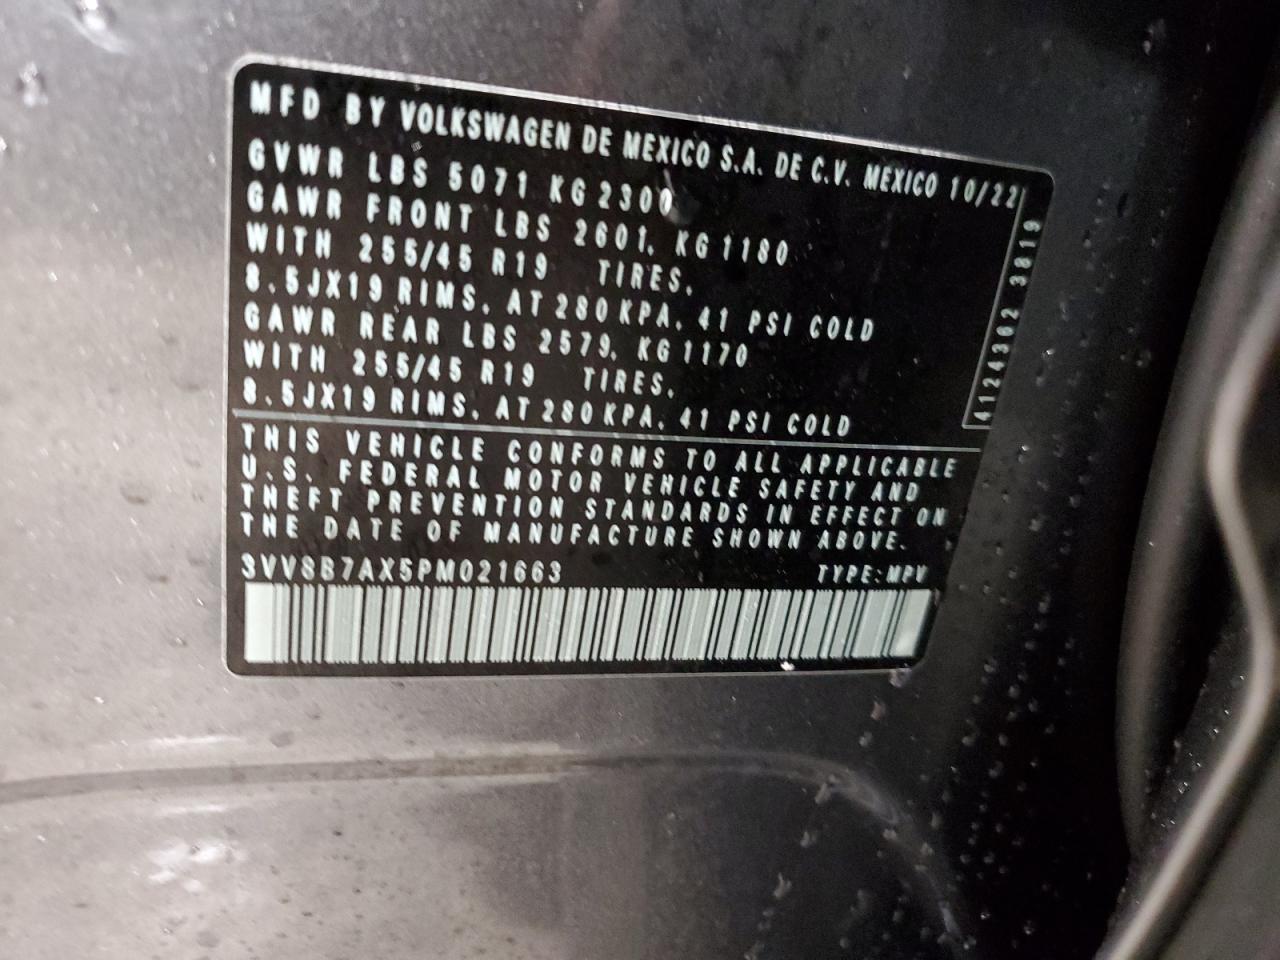 MFD BY VOLKSWAGEN DE MEXICO S.A. DE C.V. MEXICO 10/22
GVWR LBS 5071 KG 2300
GAWR FRONT LBS 2601. KG 1180
WITH 255/45 R19 TIRES,
8.5JX19 RIMS, AT 280 KPA. 41 PSI COLD
GAWR REAR LBS 2579. KG 1170
WITH 255/45 R19 TIRES,
8.5JX19 RIMS, AT 280 KPA. 41 PSI COLD
4124382 3819
THIS VEHICLE CONFORMS TO ALL APPLICABLE
U.S. FEDERAL MOTOR VEHICLE SAFETY AND
THEFT PREVENTION STANDARDS IN EFFECT ON
THE DATE OF MANUFACTURE SHOWN ABOVE.
3VV8B7AX5PM021663 TYPE:MPV